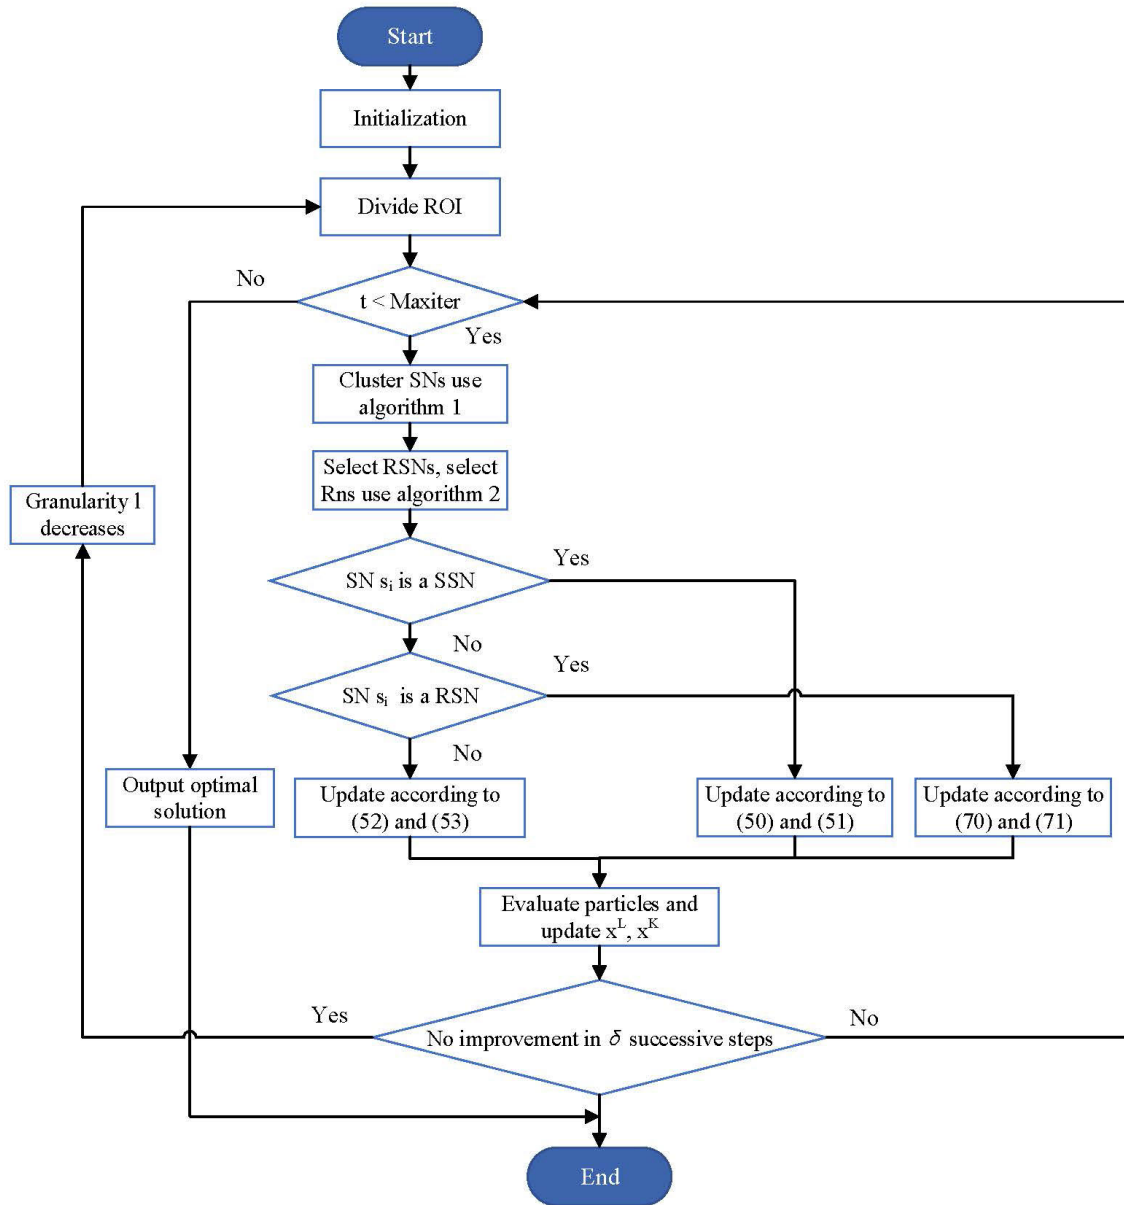 Start
Initialization
Divide ROI
No
t < Maxiter
Yes
Cluster SNs use
algorithm 1
Select RSNs, select
Rns use algorithm 2
Granularity l
decreases
Yes
SN sᵢ is a SSN
No
Yes
SN sᵢ is a RSN
No
Output optimal
solution
Update according to
(52) and (53)
Update according to
(50) and (51)
Update according to
(70) and (71)
Evaluate particles and
update xᴸ, xᴷ
Yes
No improvement in δ successive steps
No
End